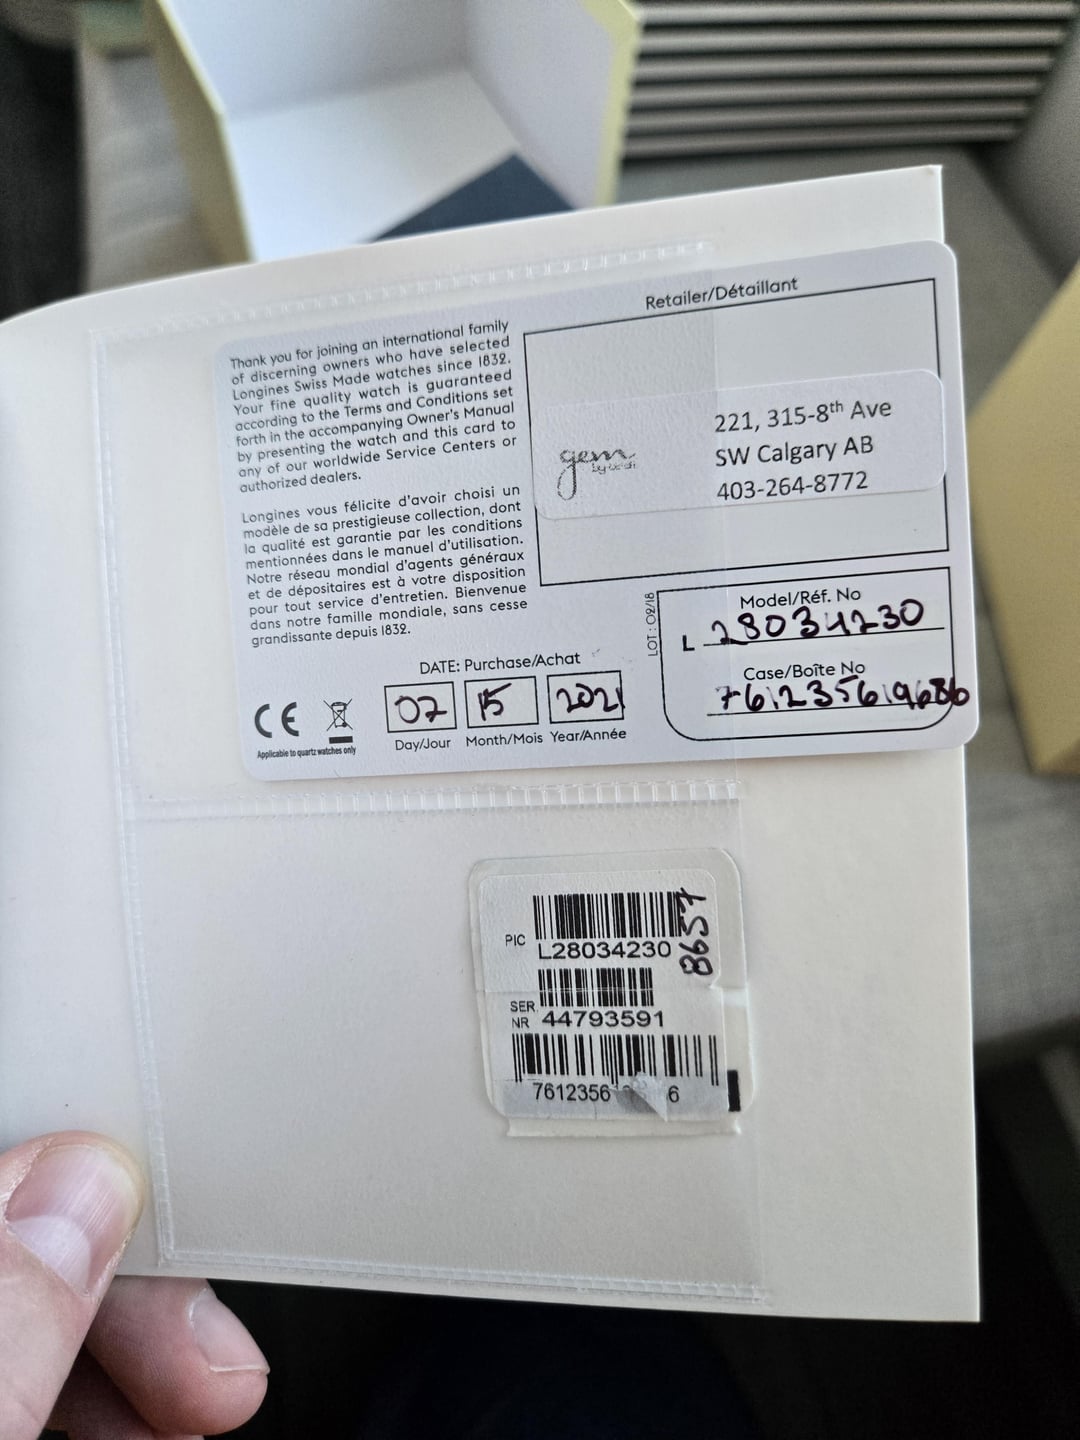 Retailer/Détaillant
Thank you for joining an international family
of discerning owners who have selected
Longines Swiss Made watches since 1832.
Your fine quality watch is guaranteed
according to the Terms and Conditions set
forth in the accompanying Owner's Manual
by presenting the watch and this card to
any of our worldwide Service Centers or
authorized dealers.
Longines vous félicite d'avoir choisi un
modèle de sa prestigieuse collection, dont
la qualité est garantie par les conditions
mentionnées dans le manuel d'utilisation.
Notre réseau mondial d'agents généraux
et de dépositaires est à votre disposition
pour tout service d'entretien. Bienvenue
dans notre famille mondiale, sans cesse
grandissante depuis 1832.
gem
221, 315-8th Ave
SW Calgary AB
403-264-8772
LOT : 02/18
Model/Réf. No
L 28034230
Case/Boîte No
761235619686
DATE: Purchase/Achat
07 15 2021
Day/Jour Month/Mois Year/Année
CE
Applicable to quartz watches only
PIC L28034230
8657
SER NR 44793591
7612356 6